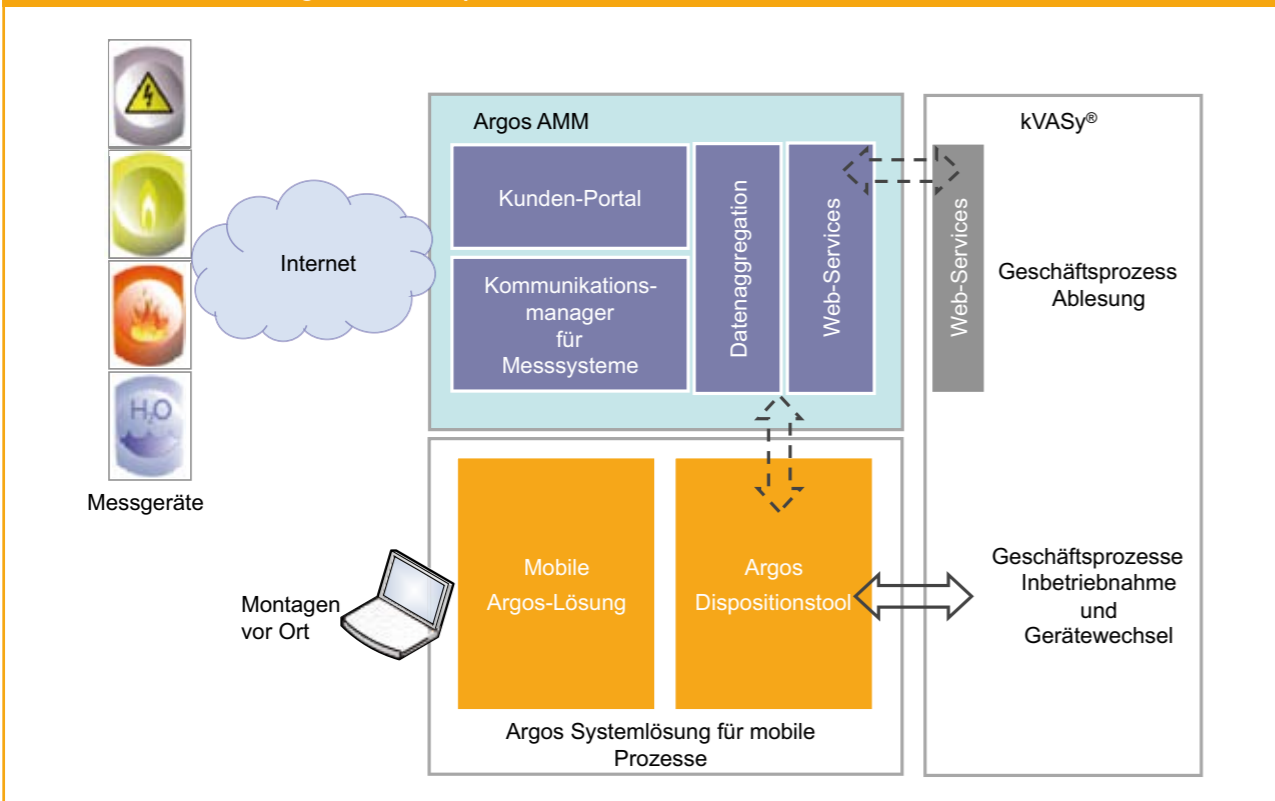 Argos AMM
kVASy®
Kunden-Portal
Kommunikations-
manager
für
Messsysteme
Datenaggregation
Web-Services
Web-Services
Geschäftsprozess
Ablesung
Internet
H₂O
Messgeräte
Montagen
vor Ort
Mobile
Argos-Lösung
Argos
Dispositionstool
Geschäftsprozesse
Inbetriebnahme
und
Gerätewechsel
Argos Systemlösung für mobile
Prozesse